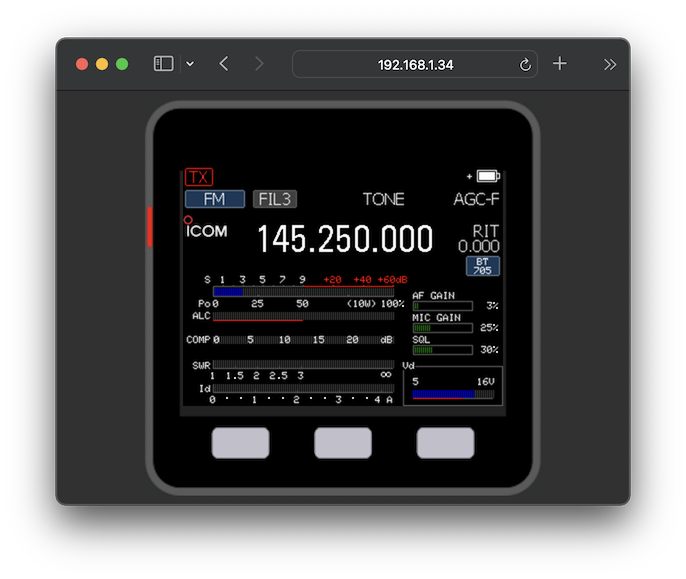 192.168.1.34
TX +
FM FIL3 TONE AGC-F
ICOM 145.250.000 RIT
0.000
BT
705
S 1 3 5 7 9 +20 +40 +60dB
Po0 25 50 (10W) 100%
ALC
COMP 0 5 10 15 20 dB
SWR
1 1.5 2 2.5 3 ∞
Id
0 · · 1 · · 2 · · 3 · · 4 A
AF GAIN
3%
MIC GAIN
25%
SQL
30%
Vd
5 16V